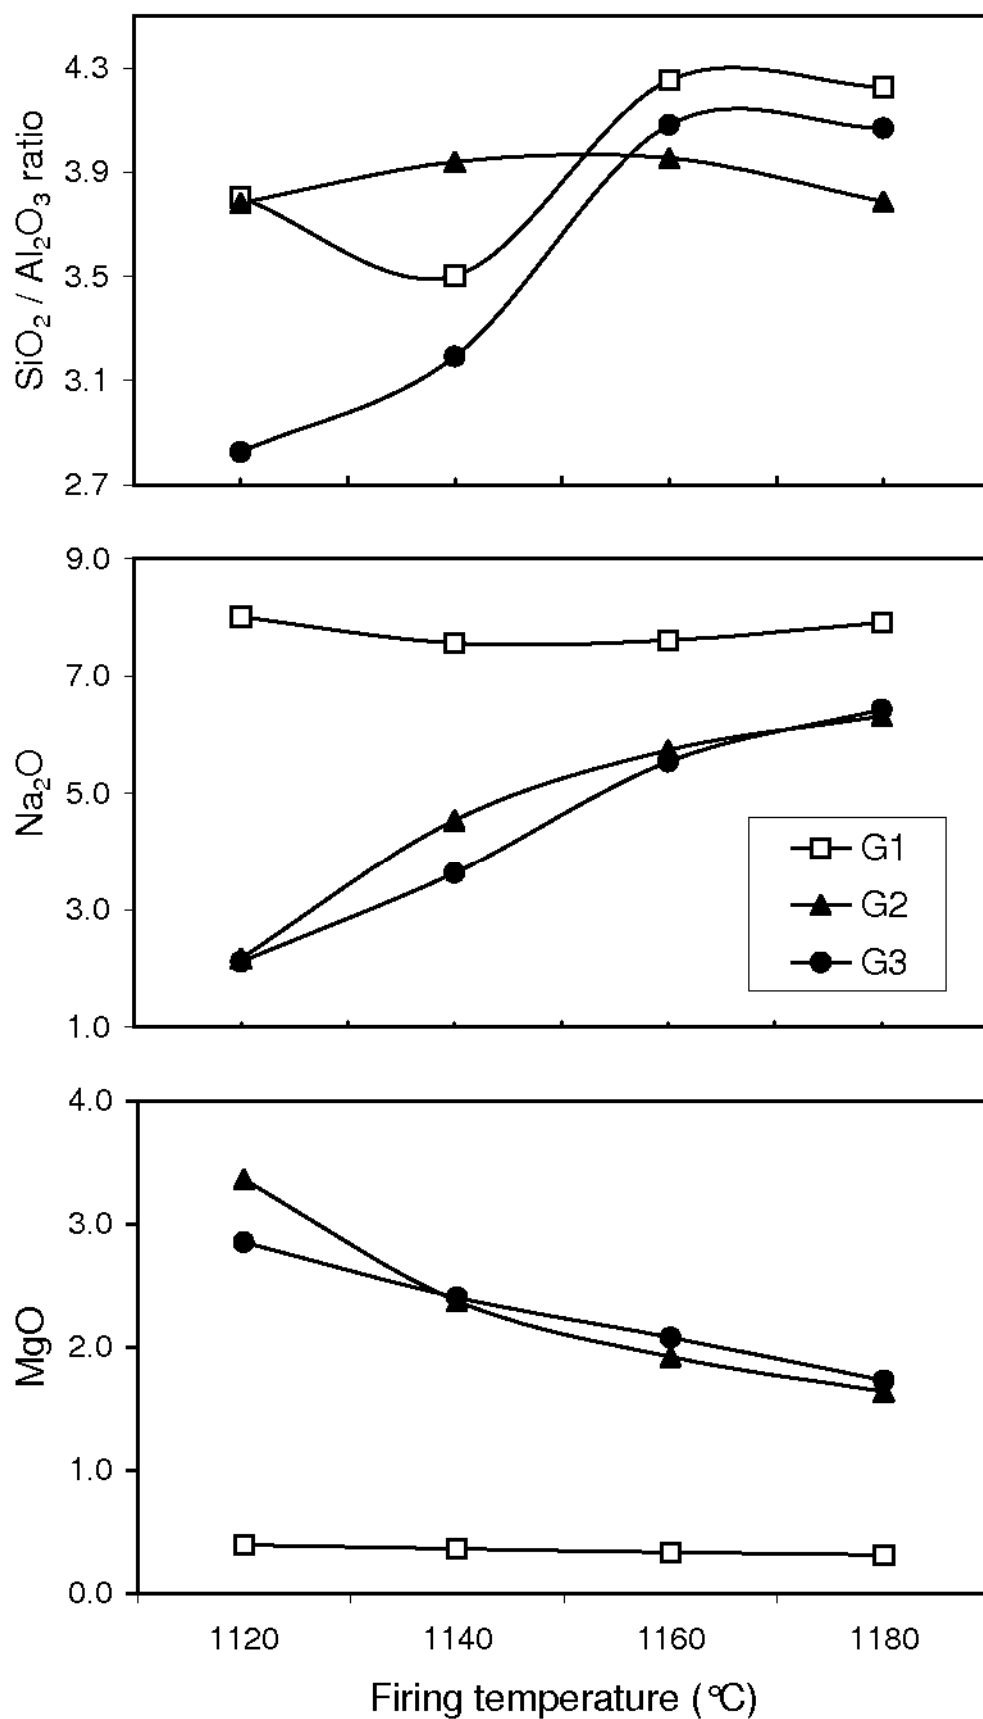 SiO₂ / Al₂O₃ ratio
4.3
3.9
3.5
3.1
2.7
Na₂O
9.0
7.0
5.0
3.0
1.0
G1
G2
G3
MgO
4.0
3.0
2.0
1.0
0.0
1120 1140 1160 1180
Firing temperature (°C)